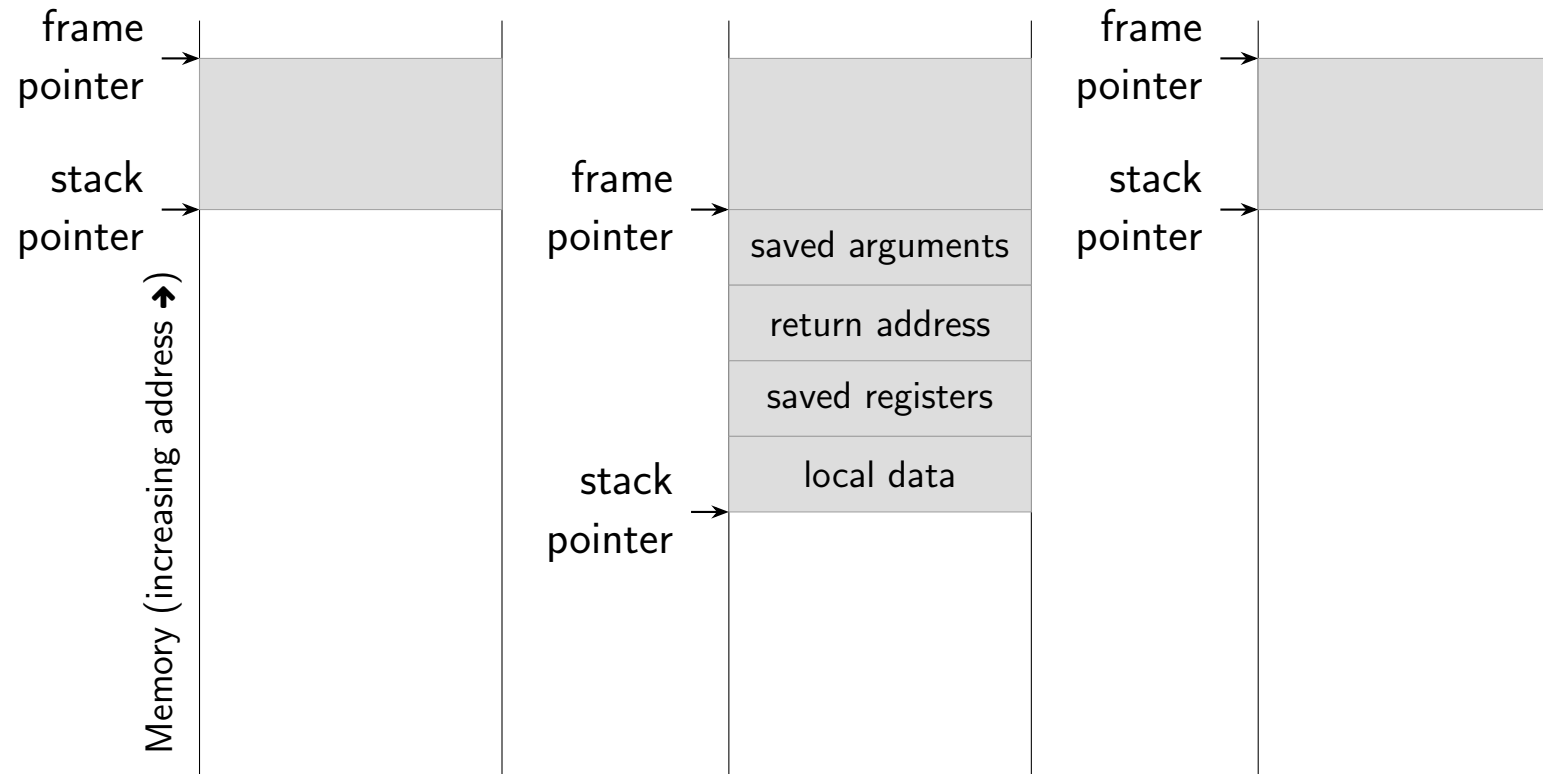 frame
pointer
stack
pointer
Memory (increasing address ➔)
frame
pointer
stack
pointer
saved arguments
return address
saved registers
local data
frame
pointer
stack
pointer